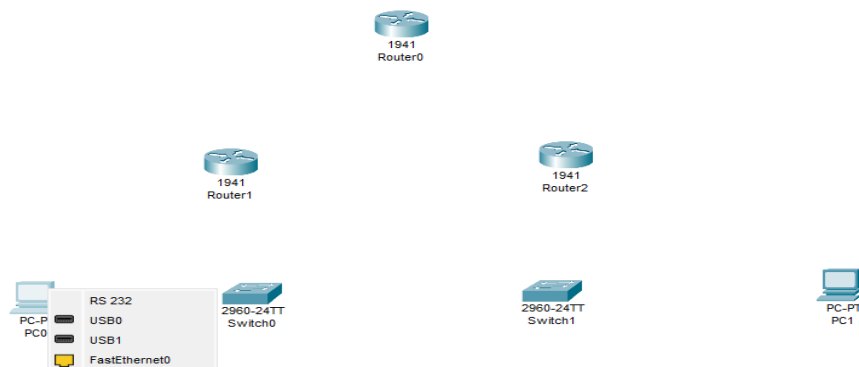 1941
Router0
1941
Router1
1941
Router2
PC-P
PC0
RS 232
USB0
USB1
FastEthernet0
2960-24TT
Switch0
2960-24TT
Switch1
PC-PT
PC1